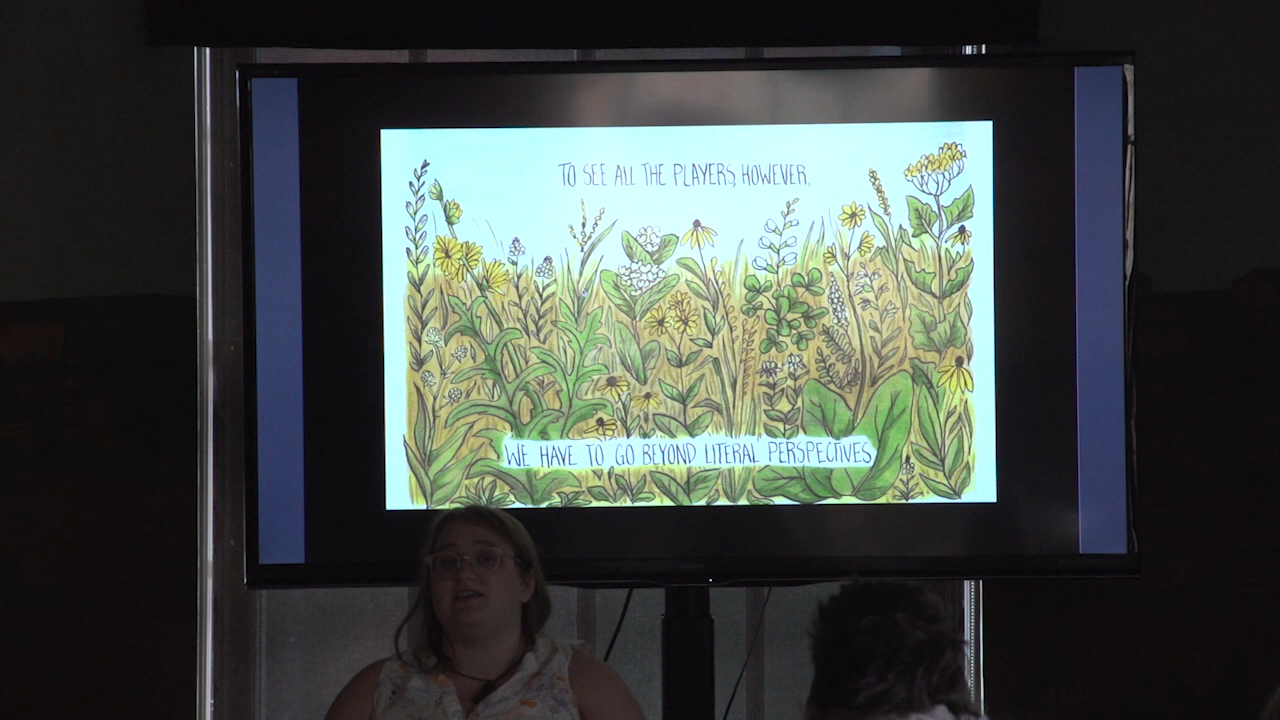 TO SEE ALL THE PLAYERS, HOWEVER,
WE HAVE TO GO BEYOND LITERAL PERSPECTIVES